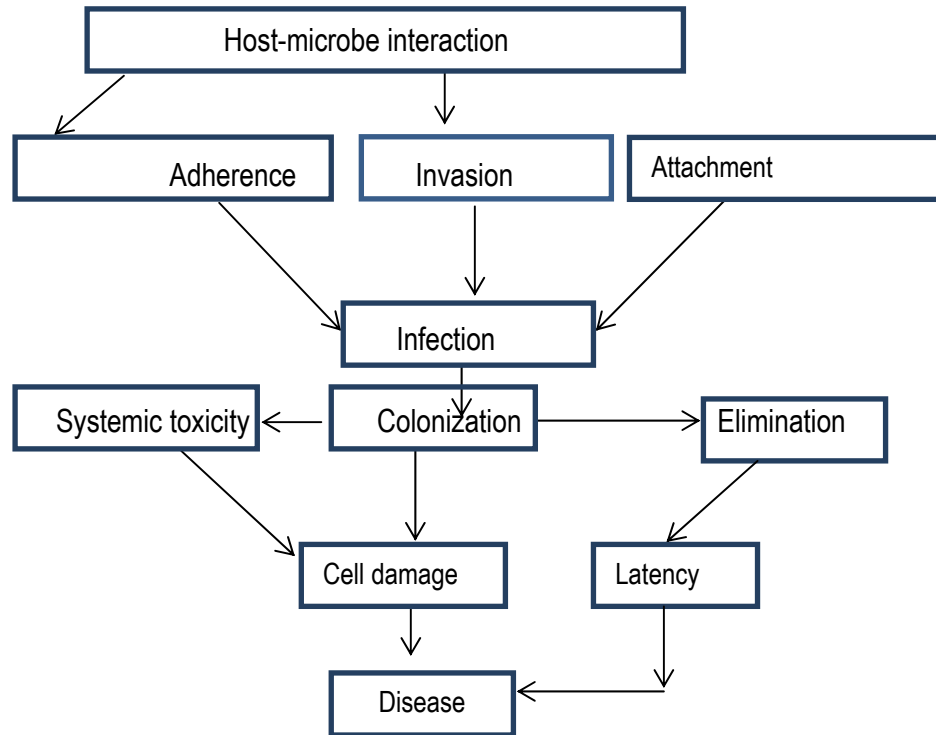 Host-microbe interaction
Adherence
Invasion
Attachment
Infection
Systemic toxicity
Colonization
Elimination
Cell damage
Latency
Disease